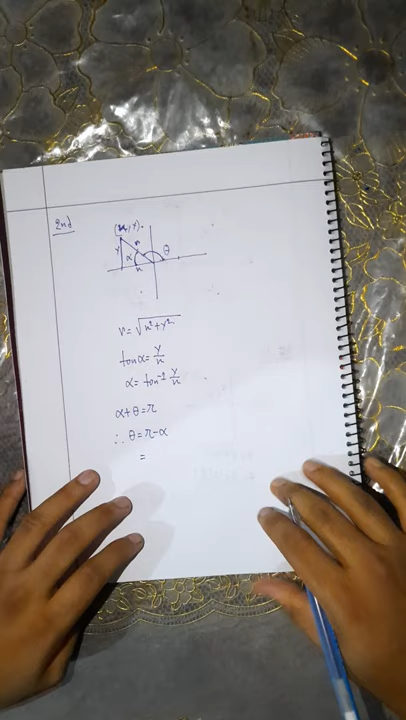 2nd
(x, y).
r
y
α
θ
x
r = √x²+y²
tanα = y/x
α = tan⁻¹ y/x
α+θ=π
∴ θ=π-α
=